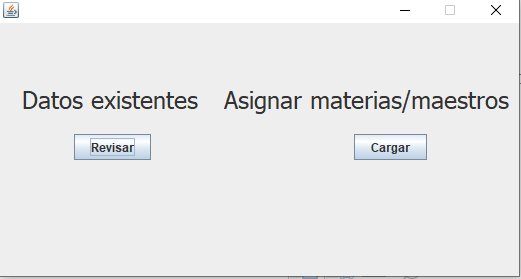 Datos existentes
Asignar materias/maestros
Revisar
Cargar